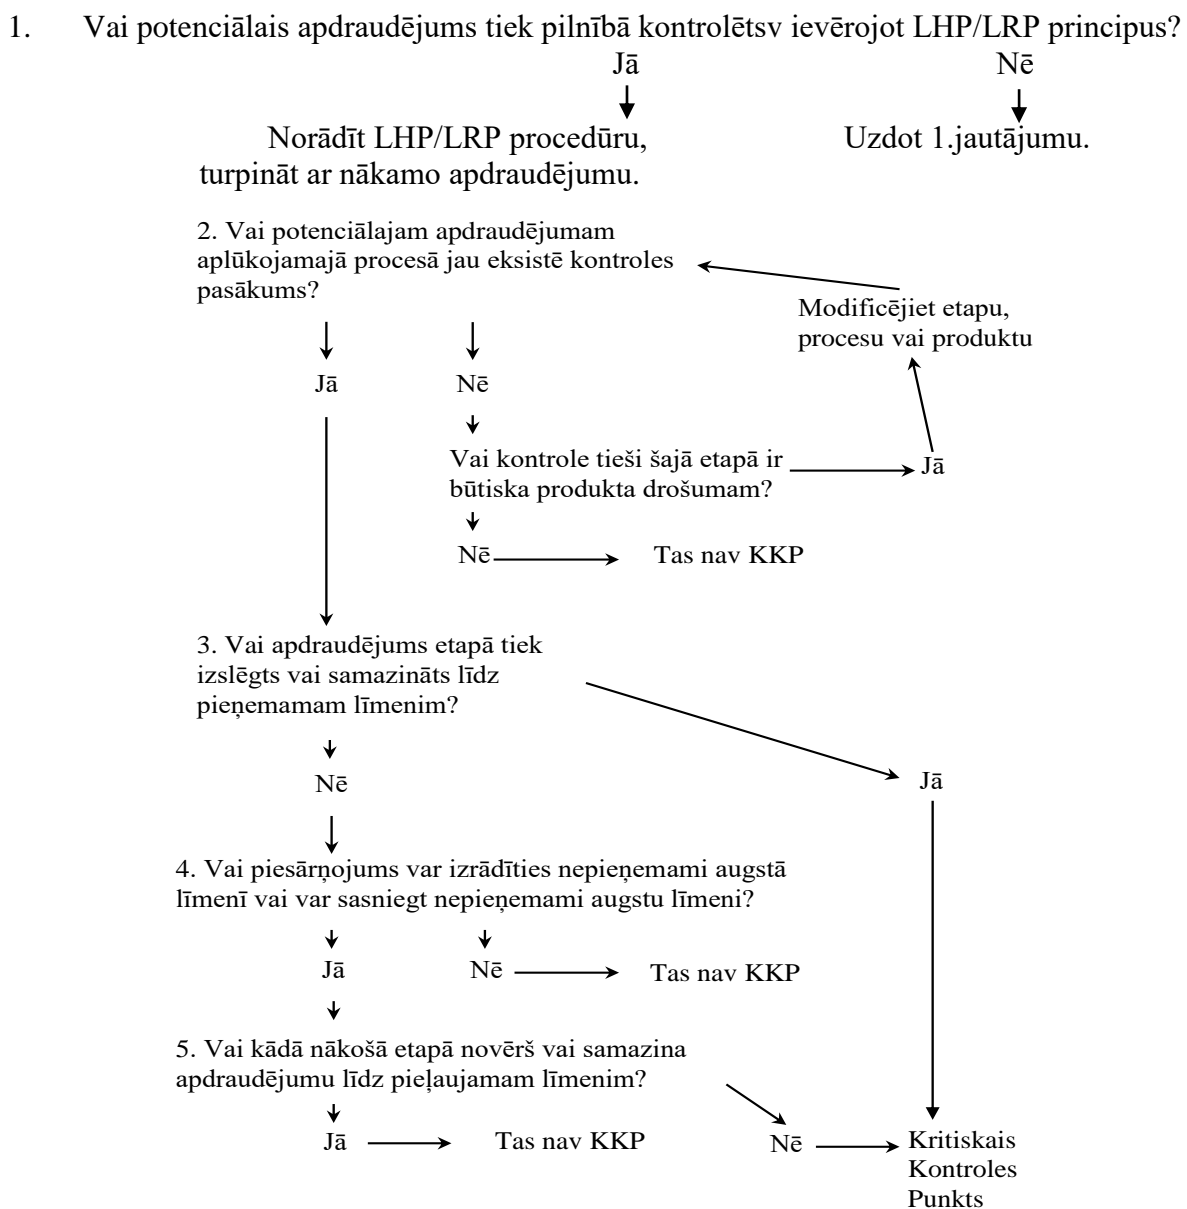 1. Vai potenciālais apdraudējums tiek pilnībā kontrolētsv ievērojot LHP/LRP principus?
Jā
Nē
Norādīt LHP/LRP procedūru,
turpināt ar nākamo apdraudējumu.
Uzdot 1.jautājumu.
2. Vai potenciālajam apdraudējumam
aplūkojamajā procesā jau eksistē kontroles
pasākums?
Modificējiet etapu,
procesu vai produktu
Jā
Nē
Vai kontrole tieši šajā etapā ir
būtiska produkta drošumam?
Jā
Nē
Tas nav KKP
3. Vai apdraudējums etapā tiek
izslēgts vai samazināts līdz
pieņemamam līmenim?
Nē
Jā
4. Vai piesārņojums var izrādīties nepieņemami augstā
līmenī vai var sasniegt nepieņemami augstu līmeni?
Jā
Nē
Tas nav KKP
5. Vai kādā nākošā etapā novērš vai samazina
apdraudējumu līdz pieļaujamam līmenim?
Jā
Tas nav KKP
Nē
Kritiskais
Kontroles
Punkts